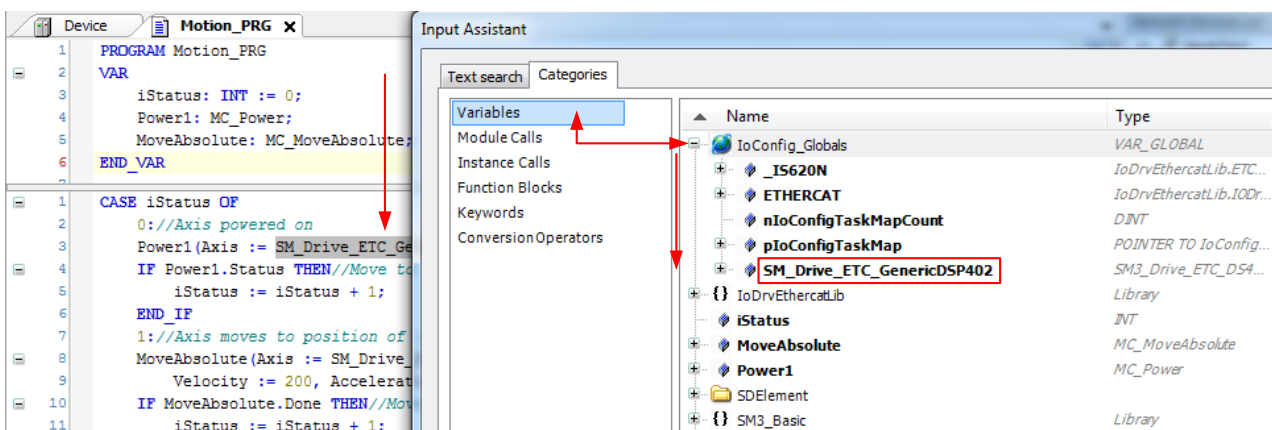 Device
Motion_PRG
1 PROGRAM Motion_PRG
2 VAR
3 iStatus: INT := 0;
4 Power1: MC_Power;
5 MoveAbsolute: MC_MoveAbsolute;
6 END_VAR
1 CASE iStatus OF
2 0://Axis powered on
3 Power1(Axis := SM_Drive_ETC_Ge
4 IF Power1.Status THEN//Move to
5 iStatus := iStatus + 1;
6 END_IF
7 1://Axis moves to position of
8 MoveAbsolute(Axis := SM_Drive_
9 Velocity := 200, Accelerat
10 IF MoveAbsolute.Done THEN//Mov
11 iStatus := iStatus + 1;
Input Assistant
Text search Categories
Variables
Module Calls
Instance Calls
Function Blocks
Keywords
Conversion Operators
Name Type
IoConfig_Globals VAR_GLOBAL
_IS620N IoDrvEthercatLib.ETC...
ETHERCAT IoDrvEthercatLib.IODr...
nIoConfigTaskMapCount DINT
pIoConfigTaskMap POINTER TO IoConfig...
SM_Drive_ETC_GenericDSP402 SM3_Drive_ETC_DS4...
IoDrvEthercatLib Library
iStatus INT
MoveAbsolute MC_MoveAbsolute
Power1 MC_Power
SDElement
SM3_Basic Library